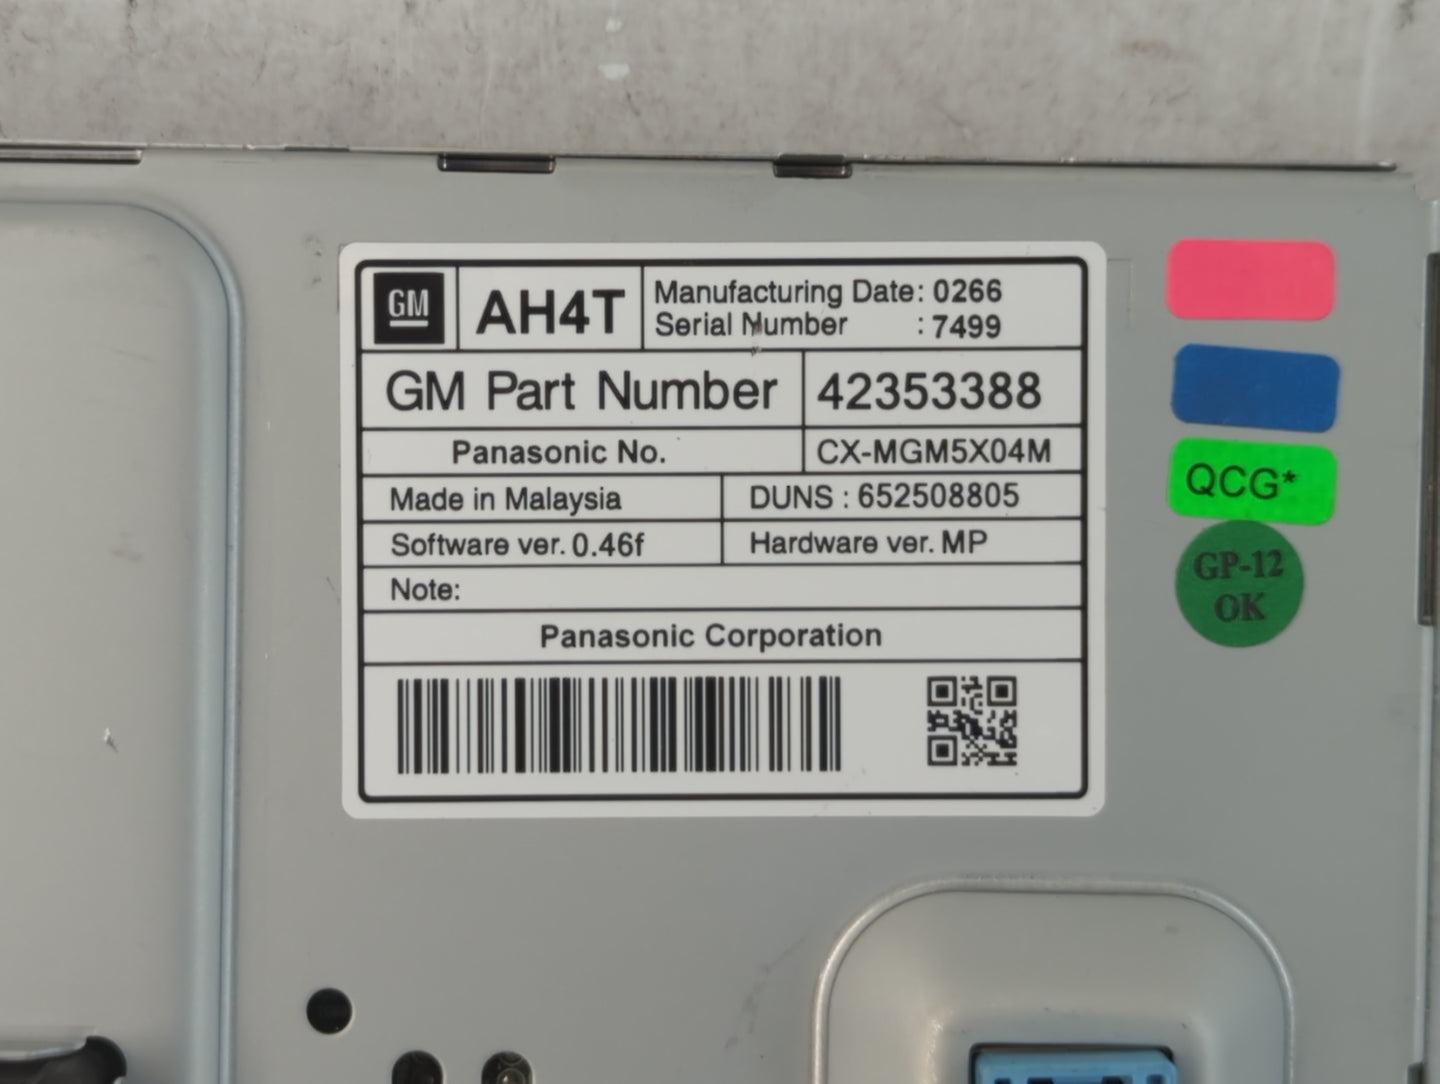 GM
AH4T
Manufacturing Date: 0266
Serial Number : 7499
GM Part Number
42353388
Panasonic No.
CX-MGM5X04M
Made in Malaysia
DUNS : 652508805
Software ver. 0.46f
Hardware ver. MP
Note:
Panasonic Corporation
QCG*
GP-12
OK